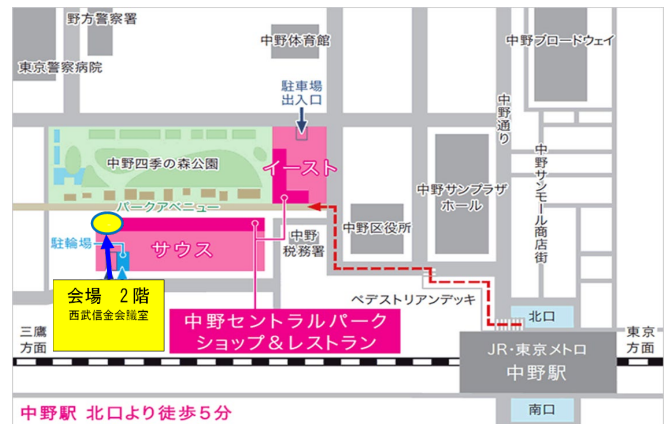 野方警察署
東京警察病院
中野体育館
中野ブロードウェイ
駐車場
出入口
中野通り
中野サンモール商店街
中野四季の森公園
イースト
中野サンプラザ
ホール
パークアベニュー
中野区役所
中野
税務署
駐輪場
サウス
会場 2階
西武信金会議室
ペデストリアンデッキ
中野セントラルパーク
ショップ&レストラン
北口
三鷹
方面
東京
方面
JR・東京メトロ
中野駅
南口
中野駅 北口より徒歩5分